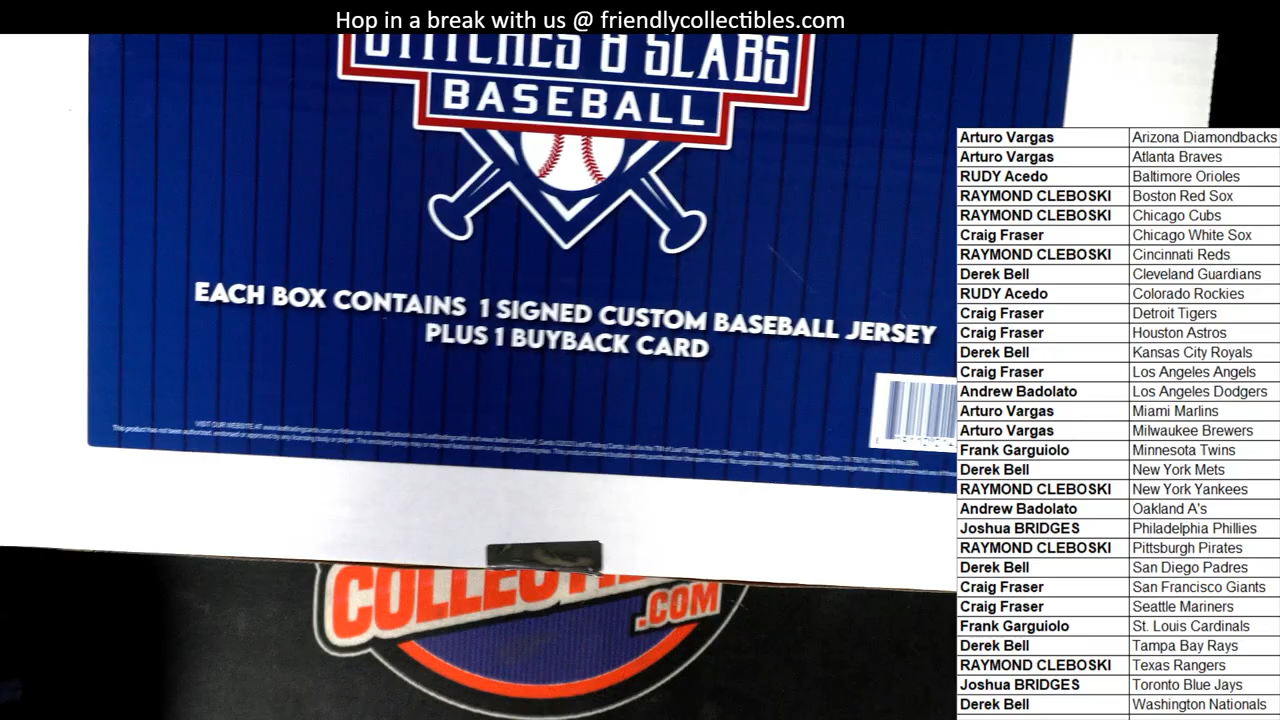 Hop in a break with us @ friendlycollectibles.com
STITCHES & SLABS
BASEBALL
EACH BOX CONTAINS 1 SIGNED CUSTOM BASEBALL JERSEY
PLUS 1 BUYBACK CARD
.COM
Arturo Vargas Arizona Diamondbacks
Arturo Vargas Atlanta Braves
RUDY Acedo Baltimore Orioles
RAYMOND CLEBOSKI Boston Red Sox
RAYMOND CLEBOSKI Chicago Cubs
Craig Fraser Chicago White Sox
RAYMOND CLEBOSKI Cincinnati Reds
Derek Bell Cleveland Guardians
RUDY Acedo Colorado Rockies
Craig Fraser Detroit Tigers
Craig Fraser Houston Astros
Derek Bell Kansas City Royals
Craig Fraser Los Angeles Angels
Andrew Badolato Los Angeles Dodgers
Arturo Vargas Miami Marlins
Arturo Vargas Milwaukee Brewers
Frank Garguiolo Minnesota Twins
Derek Bell New York Mets
RAYMOND CLEBOSKI New York Yankees
Andrew Badolato Oakland A's
Joshua BRIDGES Philadelphia Phillies
RAYMOND CLEBOSKI Pittsburgh Pirates
Derek Bell San Diego Padres
Craig Fraser San Francisco Giants
Craig Fraser Seattle Mariners
Frank Garguiolo St. Louis Cardinals
Derek Bell Tampa Bay Rays
RAYMOND CLEBOSKI Texas Rangers
Joshua BRIDGES Toronto Blue Jays
Derek Bell Washington Nationals